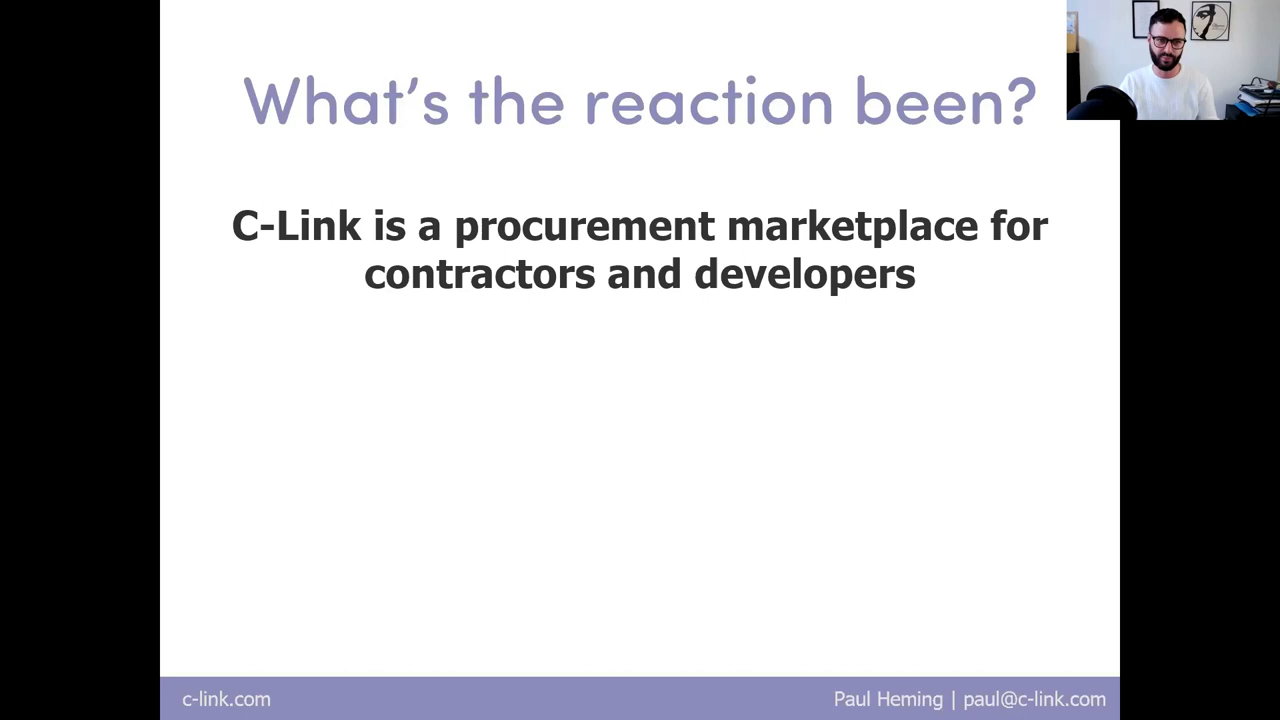 What's the reaction been?
C-Link is a procurement marketplace for
contractors and developers
c-link.com
Paul Heming | paul@c-link.com